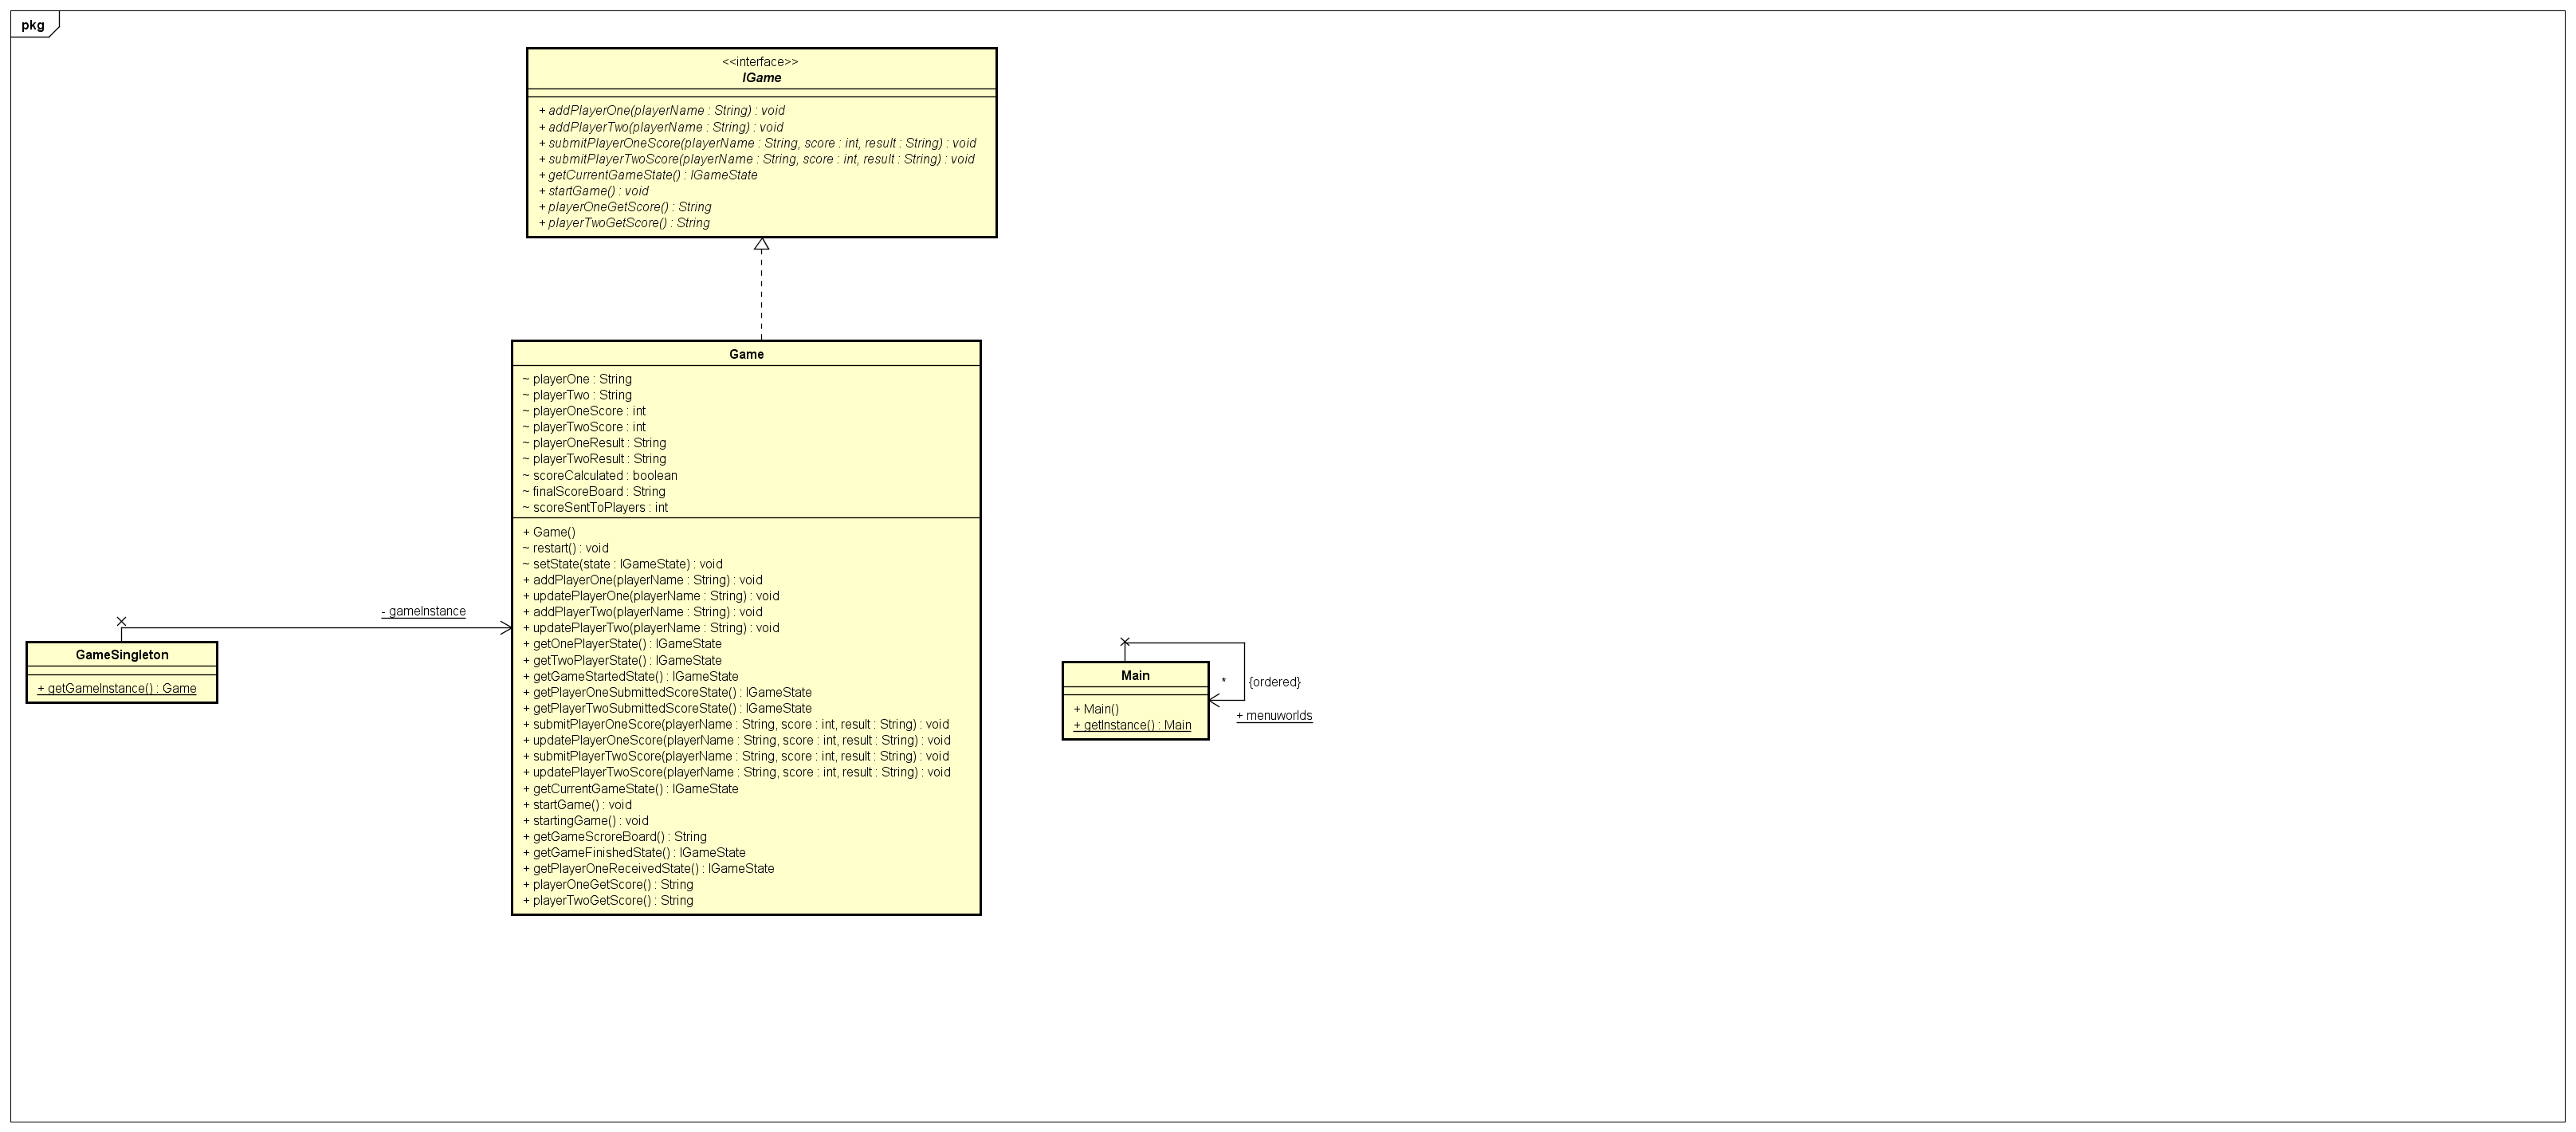 pkg
<<interface>>
IGame
+ addPlayerOne(playerName : String) : void
+ addPlayerTwo(playerName : String) : void
+ submitPlayerOneScore(playerName : String, score : int, result : String) : void
+ submitPlayerTwoScore(playerName : String, score : int, result : String) : void
+ getCurrentGameState() : IGameState
+ startGame() : void
+ playerOneGetScore() : String
+ playerTwoGetScore() : String
Game
~ playerOne : String
~ playerTwo : String
~ playerOneScore : int
~ playerTwoScore : int
~ playerOneResult : String
~ playerTwoResult : String
~ scoreCalculated : boolean
~ finalScoreBoard : String
~ scoreSentToPlayers : int
+ Game()
~ restart() : void
~ setState(state : IGameState) : void
+ addPlayerOne(playerName : String) : void
+ updatePlayerOne(playerName : String) : void
+ addPlayerTwo(playerName : String) : void
+ updatePlayerTwo(playerName : String) : void
+ getOnePlayerState() : IGameState
+ getTwoPlayerState() : IGameState
+ getGameStartedState() : IGameState
+ getPlayerOneSubmittedScoreState() : IGameState
+ getPlayerTwoSubmittedScoreState() : IGameState
+ submitPlayerOneScore(playerName : String, score : int, result : String) : void
+ updatePlayerOneScore(playerName : String, score : int, result : String) : void
+ submitPlayerTwoScore(playerName : String, score : int, result : String) : void
+ updatePlayerTwoScore(playerName : String, score : int, result : String) : void
+ getCurrentGameState() : IGameState
+ startGame() : void
+ startingGame() : void
+ getGameScroreBoard() : String
+ getGameFinishedState() : IGameState
+ getPlayerOneReceivedState() : IGameState
+ playerOneGetScore() : String
+ playerTwoGetScore() : String
- gameInstance
GameSingleton
+ getGameInstance() : Game
Main
+ Main()
+ getInstance() : Main
*
{ordered}
+ menuworlds